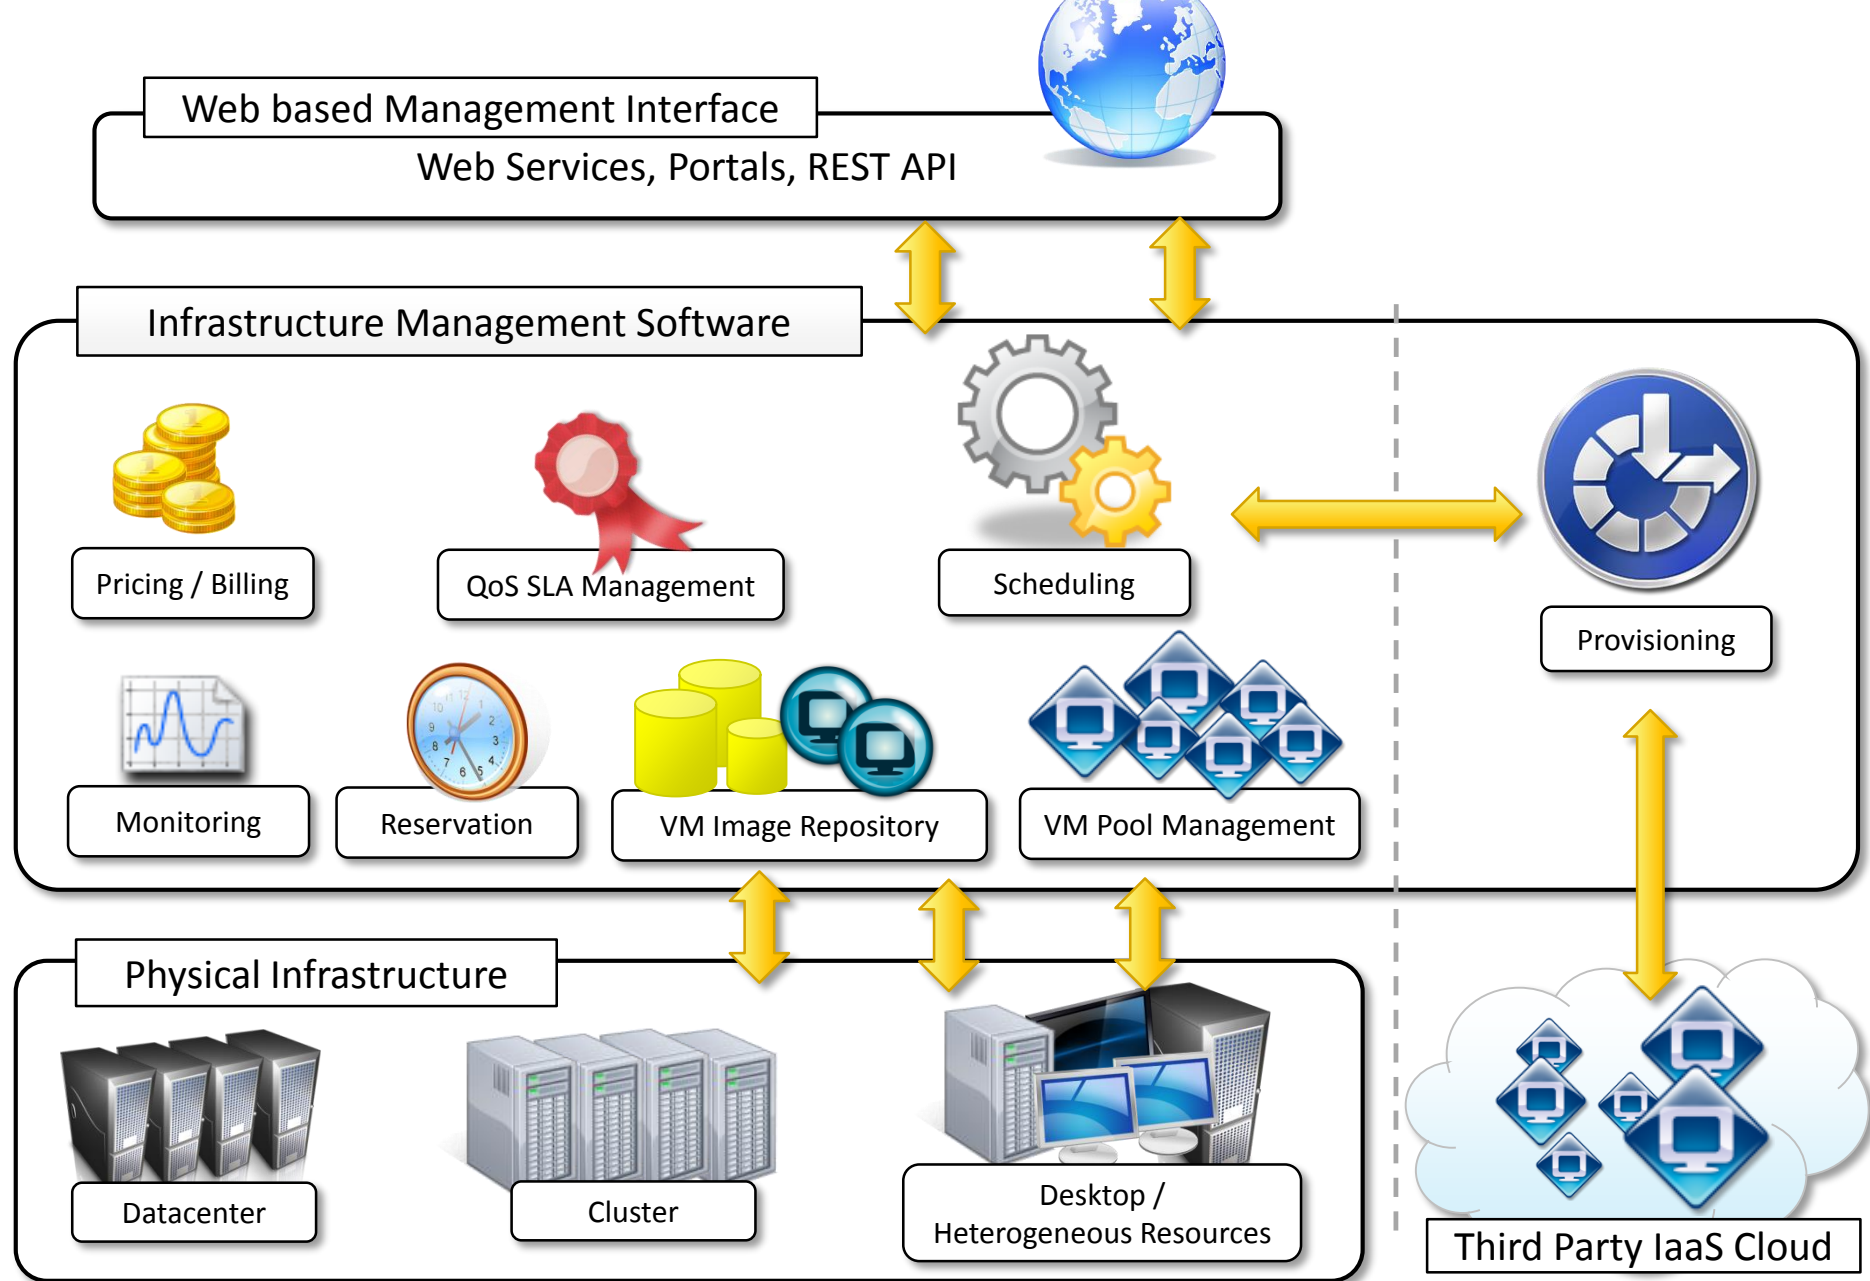 Web based Management Interface
Web Services, Portals, REST API
Infrastructure Management Software
Pricing / Billing
QoS SLA Management
Scheduling
Provisioning
Monitoring
Reservation
VM Image Repository
VM Pool Management
Physical Infrastructure
Datacenter
Cluster
Desktop /
Heterogeneous Resources
Third Party IaaS Cloud